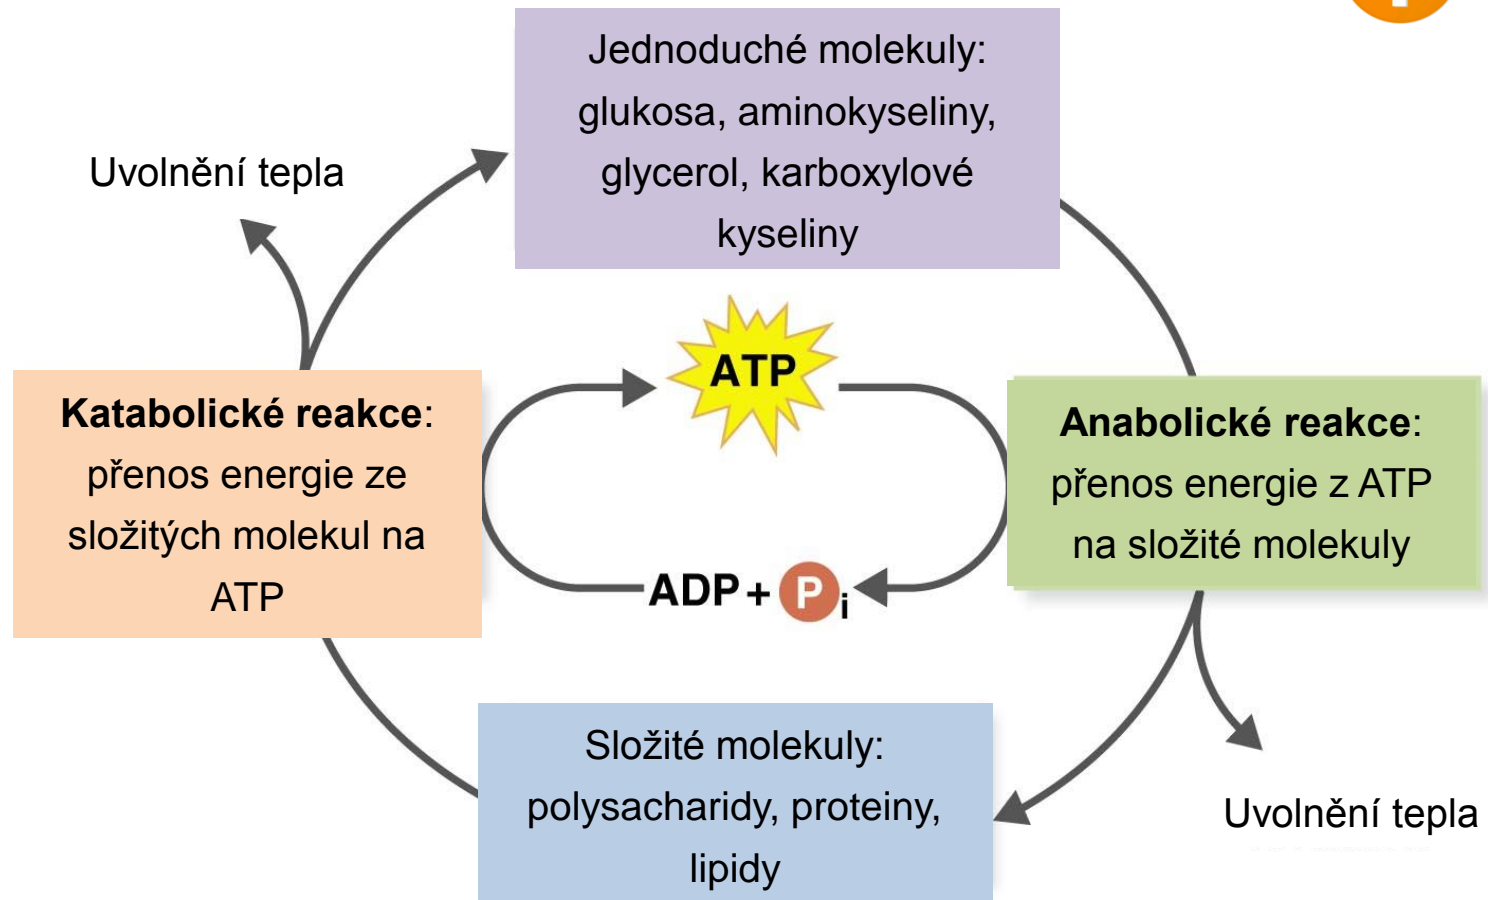 Jednoduché molekuly:
glukosa, aminokyseliny,
glycerol, karboxylové
kyseliny
Uvolnění tepla
ATP
Katabolické reakce:
přenos energie ze
složitých molekul na
ATP
Anabolické reakce:
přenos energie z ATP
na složité molekuly
ADP + P i
Složité molekuly:
polysacharidy, proteiny,
lipidy
Uvolnění tepla